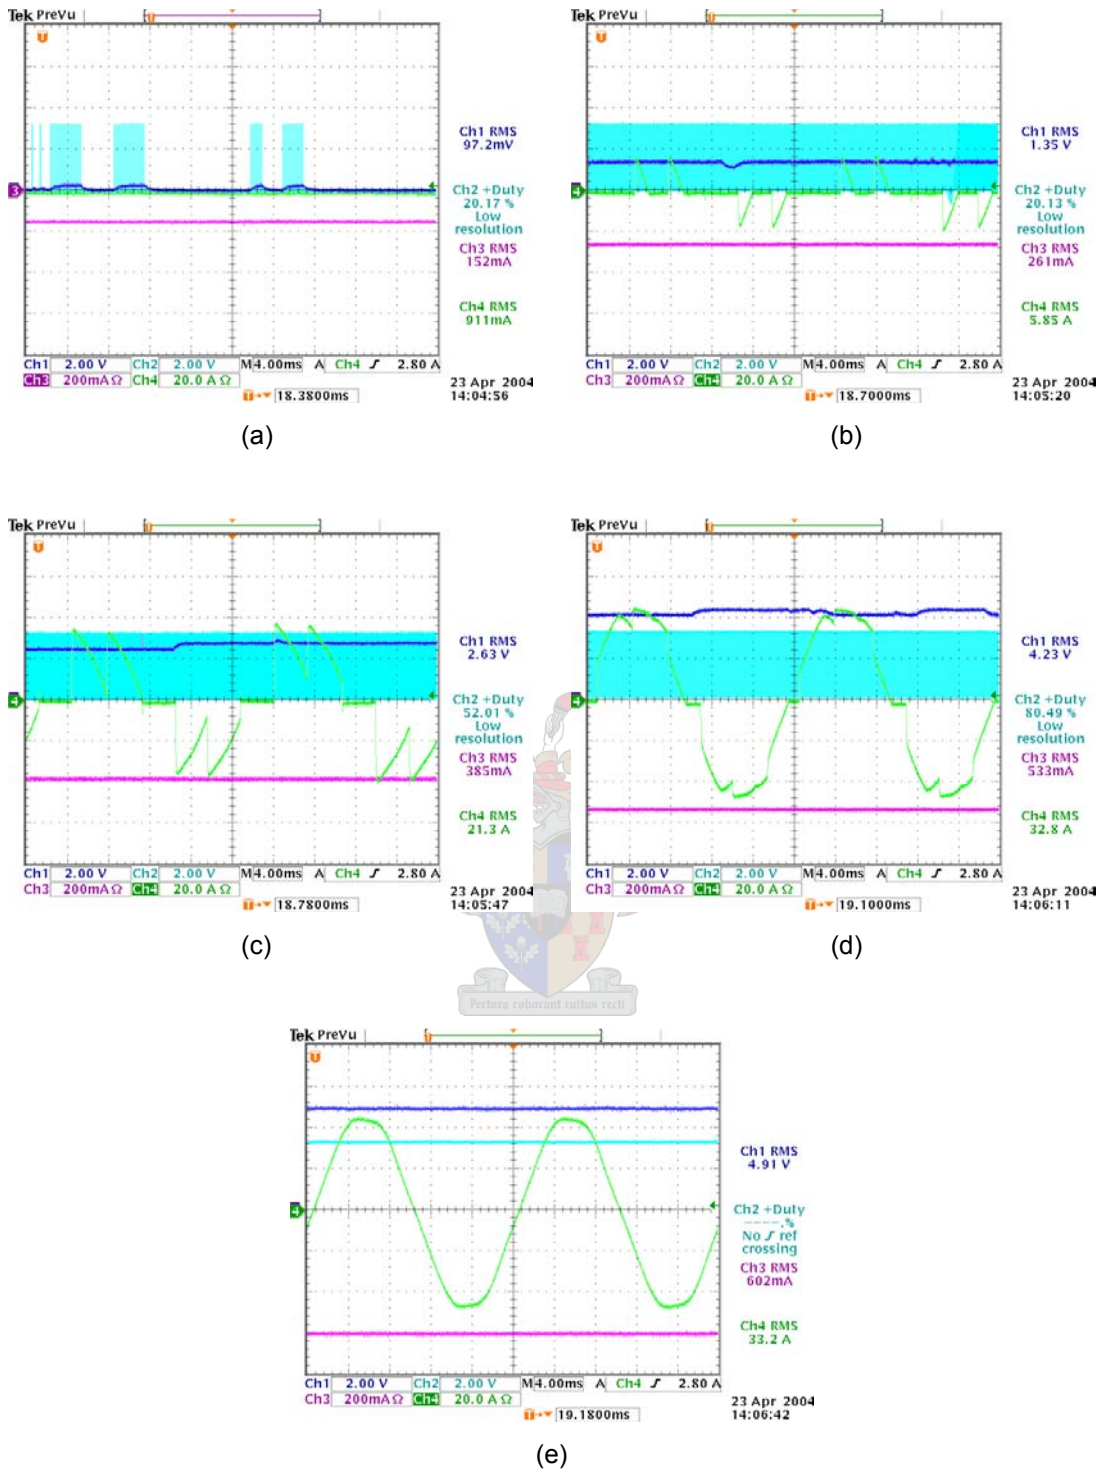 Tek PreVu
Ch1 RMS
97.2mV
Ch2 +Duty
20.17 %
Low
resolution
Ch3 RMS
152mA
Ch4 RMS
911mA
3
Ch1 2.00 V Ch2 2.00 V M 4.00ms A Ch4 ∫ 2.80 A
Ch3 200mA Ω Ch4 20.0 A Ω
23 Apr 2004
14:04:56
T 18.3800ms
(a)
Tek PreVu
Ch1 RMS
1.35 V
Ch2 +Duty
20.13 %
Low
resolution
Ch3 RMS
261mA
Ch4 RMS
5.85 A
4
Ch1 2.00 V Ch2 2.00 V M 4.00ms A Ch4 ∫ 2.80 A
Ch3 200mA Ω Ch4 20.0 A Ω
23 Apr 2004
14:05:20
T 18.7000ms
(b)
Tek PreVu
Ch1 RMS
2.63 V
Ch2 +Duty
52.01 %
Low
resolution
Ch3 RMS
385mA
Ch4 RMS
21.3 A
4
Ch1 2.00 V Ch2 2.00 V M 4.00ms A Ch4 ∫ 2.80 A
Ch3 200mA Ω Ch4 20.0 A Ω
23 Apr 2004
14:05:47
T 18.7800ms
(c)
Tek PreVu
Ch1 RMS
4.23 V
Ch2 +Duty
80.49 %
Low
resolution
Ch3 RMS
533mA
Ch4 RMS
32.8 A
4
Ch1 2.00 V Ch2 2.00 V M 4.00ms A Ch4 ∫ 2.80 A
Ch3 200mA Ω Ch4 20.0 A Ω
23 Apr 2004
14:06:11
T 19.1000ms
(d)
Pectora roborant cultus recti
Tek PreVu
Ch1 RMS
4.91 V
Ch2 +Duty
----.%
No ∫ ref
crossing
Ch3 RMS
602mA
Ch4 RMS
33.2 A
4
Ch1 2.00 V Ch2 2.00 V M 4.00ms A Ch4 ∫ 2.80 A
Ch3 200mA Ω Ch4 20.0 A Ω
23 Apr 2004
14:06:42
T 19.1800ms
(e)